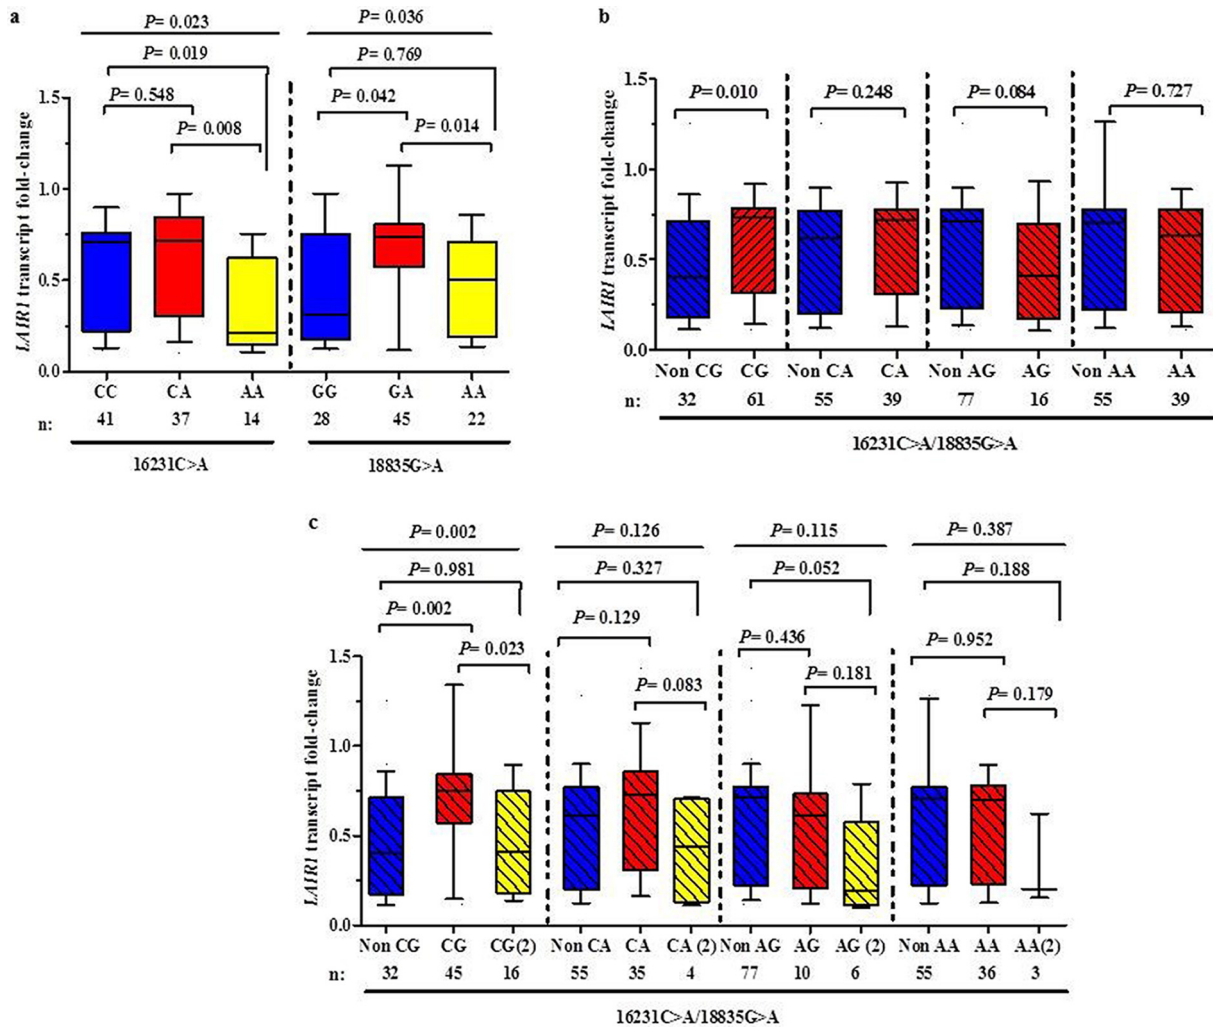 a
P= 0.023
P= 0.036
P= 0.019
P= 0.769
P= 0.548
P= 0.042
P= 0.008
P= 0.014
LAIR1 transcript fold-change
1.5
1.0
0.5
0.0
CC CA AA GG GA AA
n: 41 37 14 28 45 22
16231C>A 18835G>A
b
P= 0.010 P= 0.248 P= 0.084 P= 0.727
LAIR1 transcript fold-change
1.5
1.0
0.5
0.0
Non CG CG Non CA CA Non AG AG Non AA AA
n: 32 61 55 39 77 16 55 39
16231C>A/18835G>A
c
P= 0.002 P= 0.126 P= 0.115 P= 0.387
P= 0.981 P= 0.327 P= 0.052 P= 0.188
P= 0.002 P= 0.129 P= 0.436 P= 0.952
P= 0.023 P= 0.083 P= 0.181 P= 0.179
LAIR1 transcript fold-change
1.5
1.0
0.5
0.0
Non CG CG CG(2) Non CA CA CA (2) Non AG AG AG (2) Non AA AA AA(2)
n: 32 45 16 55 35 4 77 10 6 55 36 3
16231C>A/18835G>A